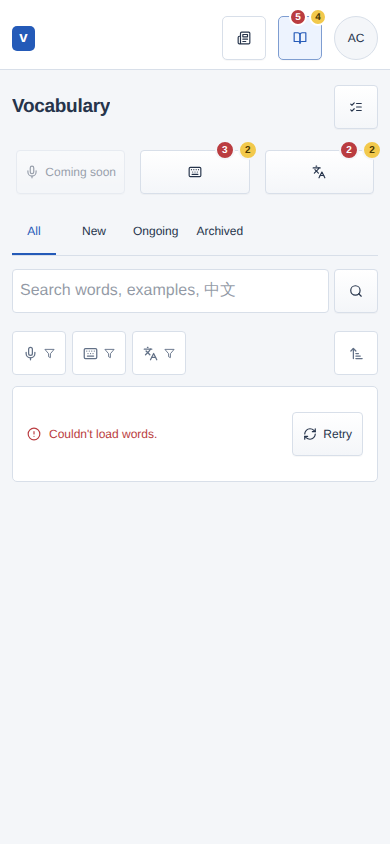 V
5
4
AC
Vocabulary
Coming soon
3
2
2
2
All New Ongoing Archived
Search words, examples, 中文
Couldn't load words.
Retry